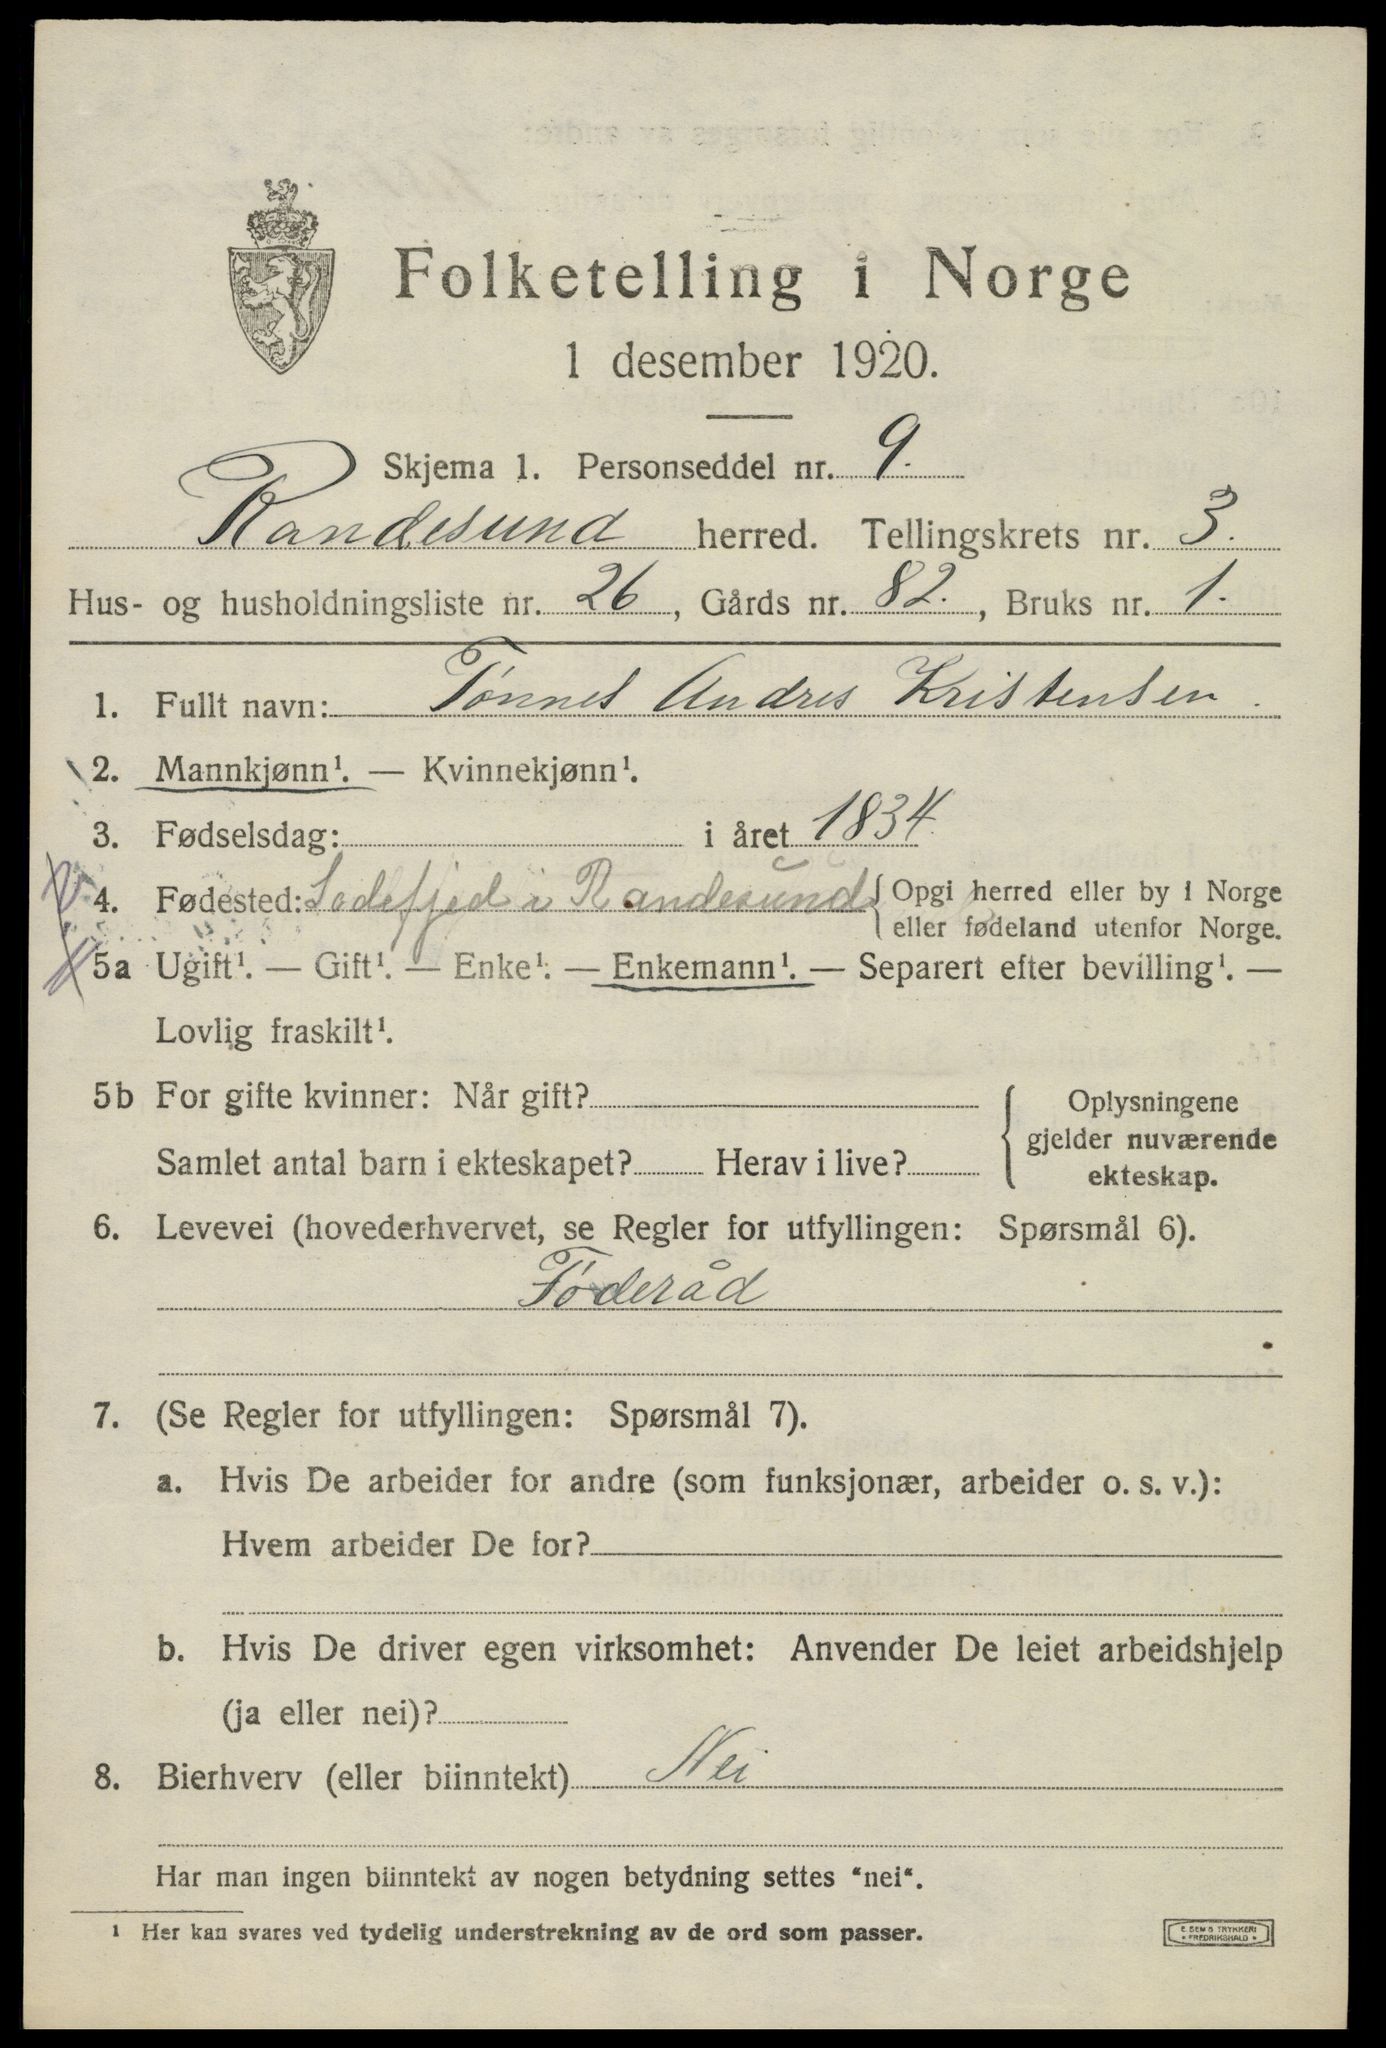 Folketelling i Norge
1 desember 1920.
Skjema 1. Personseddel nr. 9.
Randesund herred. Tellingskrets nr. 3.
Hus- og husholdningsliste nr. 26, Gårds nr. 82., Bruks nr. 1.
1. Fullt navn: Tønnes Andres Kristensen.
2. Mannkjønn¹. — Kvinnekjønn¹.
3. Fødselsdag: i året 1834.
4. Fødested: i Randesund { Opgi herred eller by i Norge
eller fødeland utenfor Norge.
5a Ugift¹. — Gift¹. — Enke¹. — Enkemann¹. — Separert efter bevilling¹. —
Lovlig fraskilt¹.
5b For gifte kvinner: Når gift? { Oplysningene
gjelder nuværende
Samlet antal barn i ekteskapet? Herav i live? ekteskap.
6. Levevei (hovederhvervet, se Regler for utfyllingen: Spørsmål 6).
Føderåd
7. (Se Regler for utfyllingen: Spørsmål 7).
a. Hvis De arbeider for andre (som funksjonær, arbeider o. s. v.):
Hvem arbeider De for?
b. Hvis De driver egen virksomhet: Anvender De leiet arbeidshjelp
(ja eller nei)?
8. Bierhverv (eller biinntekt) Nei
Har man ingen biinntekt av nogen betydning settes "nei".
¹ Her kan svares ved tydelig understrekning av de ord som passer.
E. SEMS TRYKKERI
* FREDRIKSHALD *